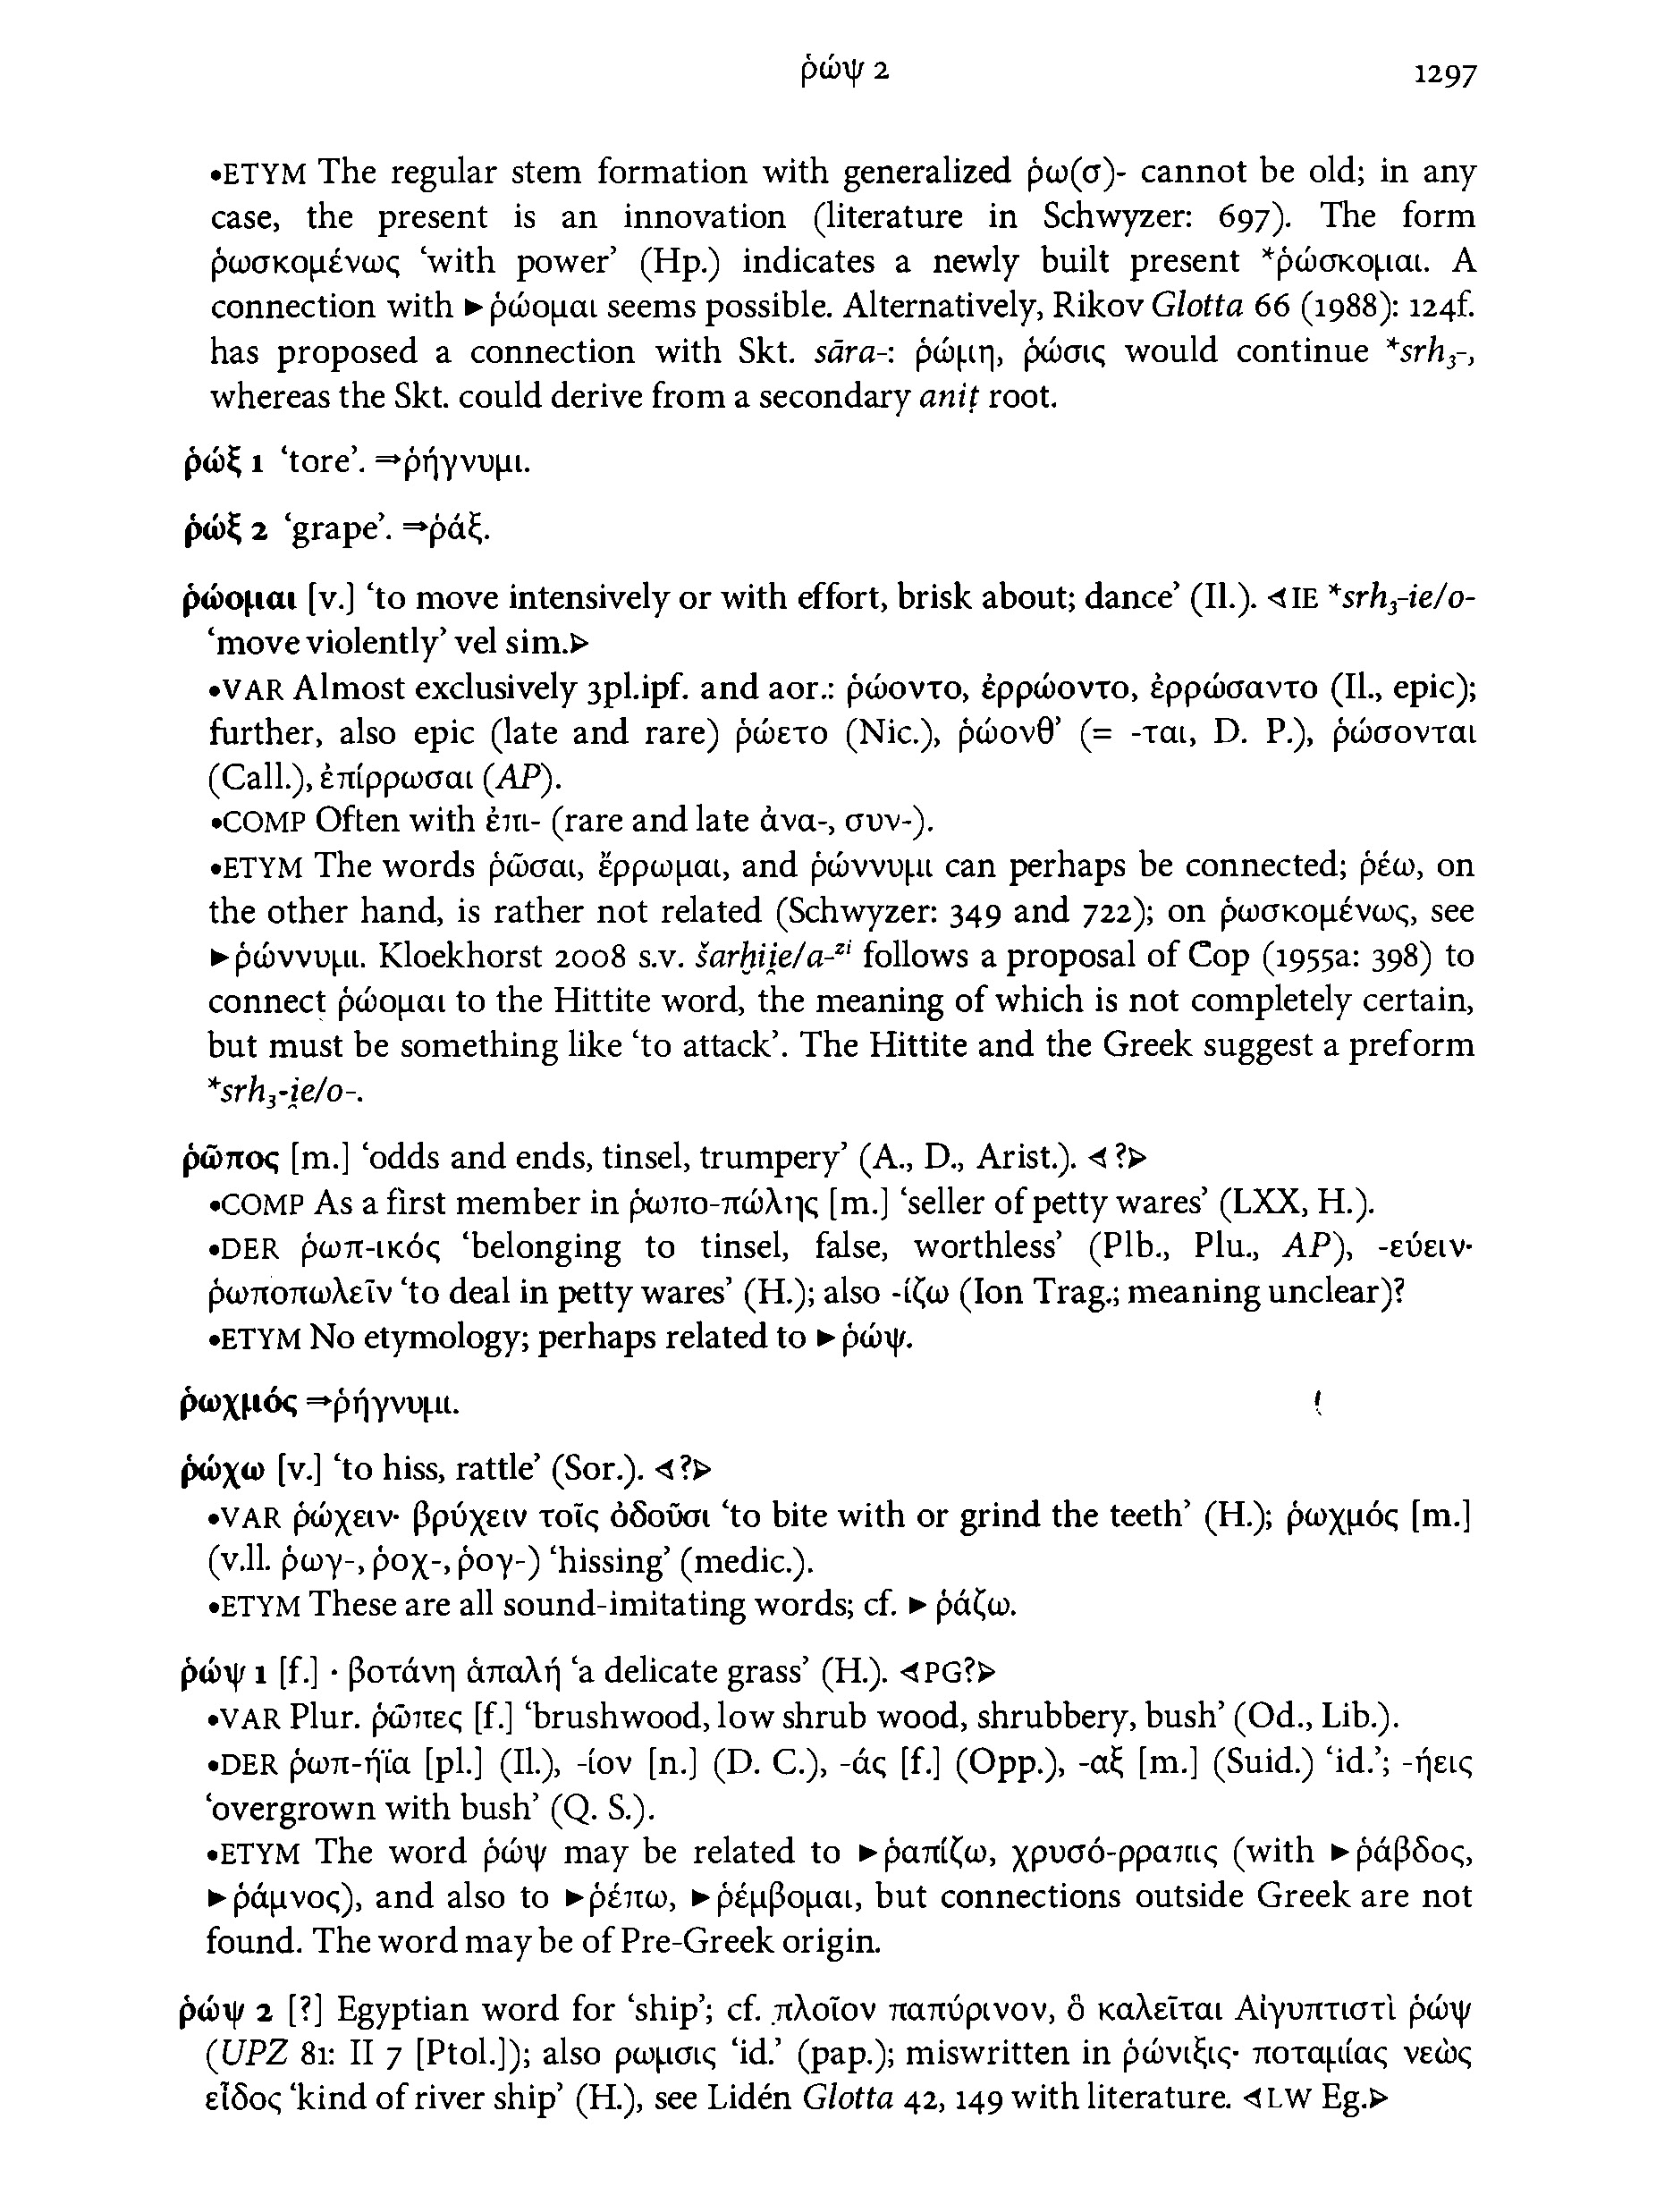 ῥώψ 2 1297
•ETYM The regular stem formation with generalized ῥω(σ)- cannot be old; in any
case, the present is an innovation (literature in Schwyzer: 697). The form
ῥωσκομένως ‘with power’ (Hp.) indicates a newly built present *ῥώσκομαι. A
connection with ►ῥώομαι seems possible. Alternatively, Rikov Glotta 66 (1988): 124f.
has proposed a connection with Skt. sāra-: ῥώμη, ῥῶσις would continue *srh₃-,
whereas the Skt. could derive from a secondary aniṭ root.
ῥώξ 1 ‘tore’. ⇒ῥήγνυμι.
ῥώξ 2 ‘grape’. ⇒ῥάξ.
ῥώομαι [v.] ‘to move intensively or with effort, brisk about; dance’ (Il.). ⊲IE *srh₃-ie/o-
‘move violently’ vel sim.⊳
•VAR Almost exclusively 3pl.ipf. and aor.: ῥώοντο, ἐρρώοντο, ἐρρώσαντο (Il., epic);
further, also epic (late and rare) ῥώετο (Nic.), ῥώονθ’ (= -ται, D. P.), ῥώσονται
(Call.), ἐπίρρωσαι (AP).
•COMP Often with ἐπι- (rare and late ἀνα-, συν-).
•ETYM The words ῥῶσαι, ἔρρωμαι, and ῥώννυμι can perhaps be connected; ῥέω, on
the other hand, is rather not related (Schwyzer: 349 and 722); on ῥωσκομένως, see
►ῥώννυμι. Kloekhorst 2008 s.v. šarḫii̯e/a-ᶻⁱ follows a proposal of Čop (1955a: 398) to
connect ῥώομαι to the Hittite word, the meaning of which is not completely certain,
but must be something like ‘to attack’. The Hittite and the Greek suggest a preform
*srh₃-i̯e/o-.
ῥῶπος [m.] ‘odds and ends, tinsel, trumpery’ (A., D., Arist.). ⊲?⊳
•COMP As a first member in ῥωπο-πώλης [m.] ‘seller of petty wares’ (LXX, H.).
•DER ῥωπ-ικός ‘belonging to tinsel, false, worthless’ (Plb., Plu., AP), -εύειν·
ῥωποπωλεῖν ‘to deal in petty wares’ (H.); also -ίζω (Ion Trag.; meaning unclear)?
•ETYM No etymology; perhaps related to ►ῥώψ.
ῥωχμός ⇒ῥήγνυμι.
ῥώχω [v.] ‘to hiss, rattle’ (Sor.). ⊲?⊳
•VAR ῥώχειν· βρύχειν τοῖς ὀδοῦσι ‘to bite with or grind the teeth’ (H.); ῥωχμός [m.]
(v.ll. ῥωγ-, ῥοχ-, ῥογ-) ‘hissing’ (medic.).
•ETYM These are all sound-imitating words; cf. ► ῥάζω.
ῥώψ 1 [f.] · βοτάνη ἁπαλή ‘a delicate grass’ (H.). ⊲PG?⊳
•VAR Plur. ῥῶπες [f.] ‘brushwood, low shrub wood, shrubbery, bush’ (Od., Lib.).
•DER ῥωπ-ήϊα [pl.] (Il.), -ίον [n.] (D. C.), -άς [f.] (Opp.), -αξ [m.] (Suid.) ‘id.’; -ήεις
‘overgrown with bush’ (Q. S.).
•ETYM The word ῥώψ may be related to ►ῥαπίζω, χρυσό-ρραπις (with ►ῥάβδος,
►ῥάμνος), and also to ►ῥέπω, ►ῥέμβομαι, but connections outside Greek are not
found. The word may be of Pre-Greek origin.
ῥώψ 2 [?] Egyptian word for ‘ship’; cf. πλοῖον παπύρινον, ὃ καλεῖται Αἰγυπτιστὶ ῥώψ
(UPZ 81: II 7 [Ptol.]); also ρωμσις ‘id.’ (pap.); miswritten in ῥώνιξις· ποταμίας νεὼς
εἶδος ‘kind of river ship’ (H.), see Lidén Glotta 42, 149 with literature. ⊲LW Eg.⊳